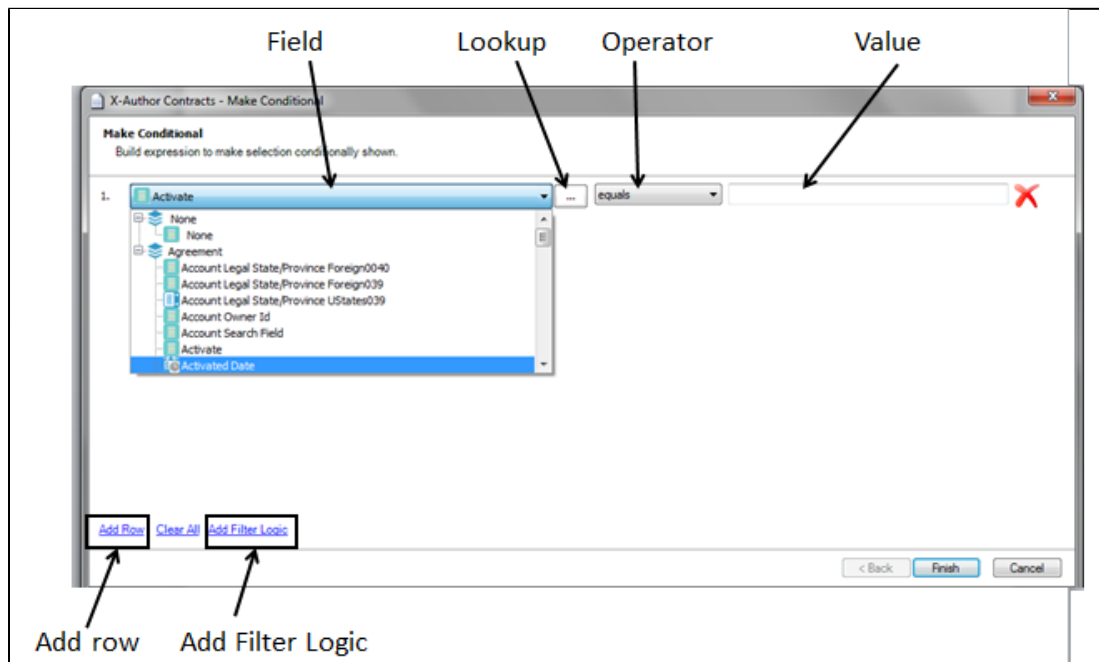 Field Lookup Operator Value
X-Author Contracts - Make Conditional
Make Conditional
Build expression to make selection conditionally shown.
1. Activate ... equals
None
None
Agreement
Account Legal State/Province Foreign0040
Account Legal State/Province Foreign039
Account Legal State/Province UStates039
Account Owner Id
Account Search Field
Activate
Activated Date
Add Row Clear All Add Filter Logic
< Back Finish Cancel
Add row Add Filter Logic